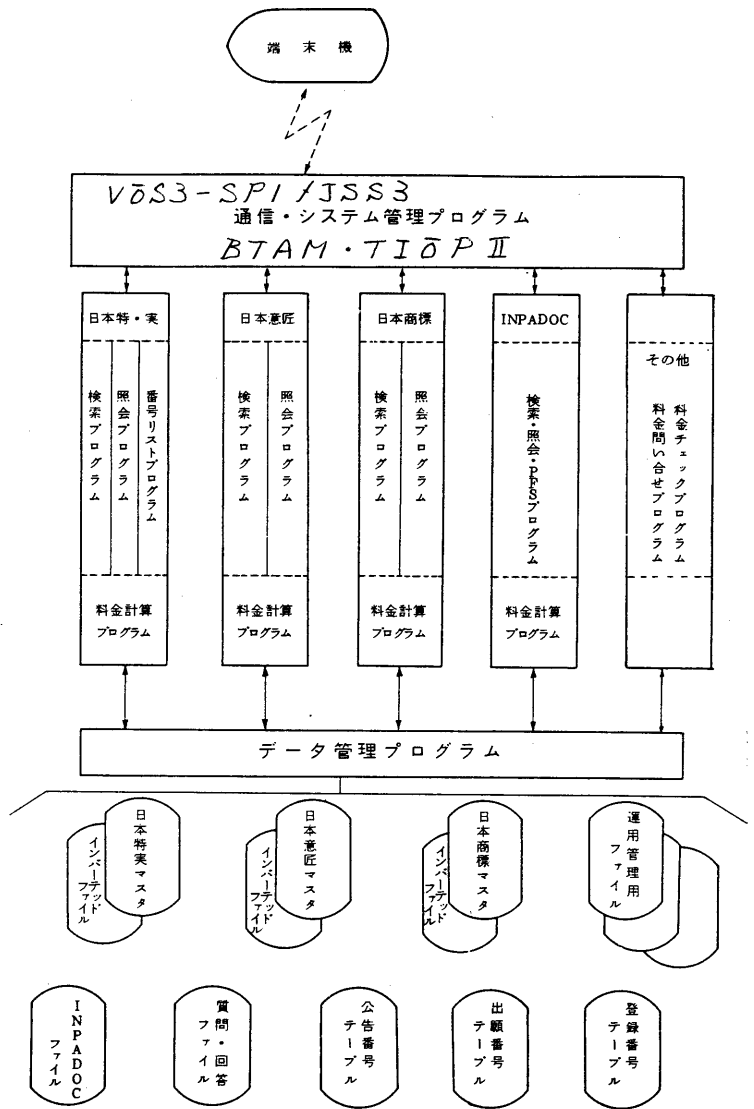 端末機
VOS3-SP1/JSS3
通信・システム管理プログラム
BTAM・TIOPⅡ
日本特・実
検索プログラム
照会プログラム
番号リストプログラム
料金計算
プログラム
日本意匠
検索プログラム
照会プログラム
料金計算
プログラム
日本商標
検索プログラム
照会プログラム
料金計算
プログラム
INPADOC
検索・照会・PFSプログラム
料金計算
プログラム
その他
料金チェックプログラム
料金問い合せプログラム
データ管理プログラム
日本特実マスタ
インバーテッド
ファイル
日本意匠マスタ
インバーテッド
ファイル
日本商標マスタ
インバーテッド
ファイル
運用管理用
ファイル
INPADOC
ファイル
質問・回答
ファイル
公告番号
テーブル
出願番号
テーブル
登録番号
テーブル